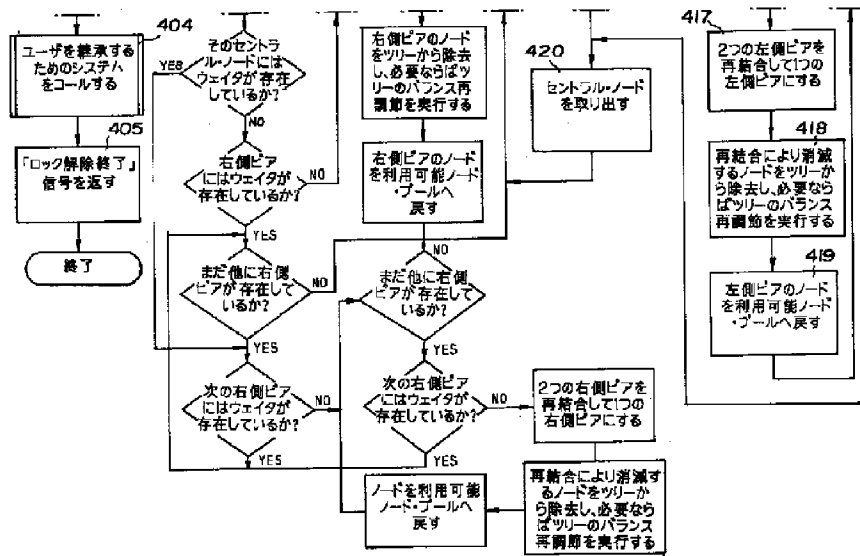 404
ユーザを継承する
ためのシステム
をコールする
405
「ロック解除終了」
信号を返す
終了
そのセントラ
ル・ノードには
ウェイタが存在
しているか?
YES
NO
右側ピア
にはウェイタが
存在しているか?
NO
YES
まだ他に右側
ピアが存在して
いるか?
NO
YES
次の右側ピア
にはウェイタが
存在しているか?
NO
YES
右側ピアのノード
をツリーから除去
し、必要ならばツ
リーのバランス再
調節を実行する
右側ピアのノード
を利用可能ノード
・プールへ戻す
NO
まだ他に右側
ピアが存在して
いるか?
YES
次の右側ピア
にはウェイタが
存在しているか?
NO
YES
ノードを利用可能
ノード・プールへ
戻す
420
セントラル・ノード
を取り出す
2つの右側ピアを
再結合して1つの
右側ピアにする
再結合により消滅す
るノードをツリーか
ら除去し、必要なら
ばツリーのバランス
再調節を実行する
417
2つの左側ピアを
再結合して1つの
左側ピアにする
418
再結合により消滅
するノードをツリーか
ら除去し、必要なら
ばツリーのバランス
再調節を実行する
419
左側ピアのノード
を利用可能ノード
・プールへ戻す